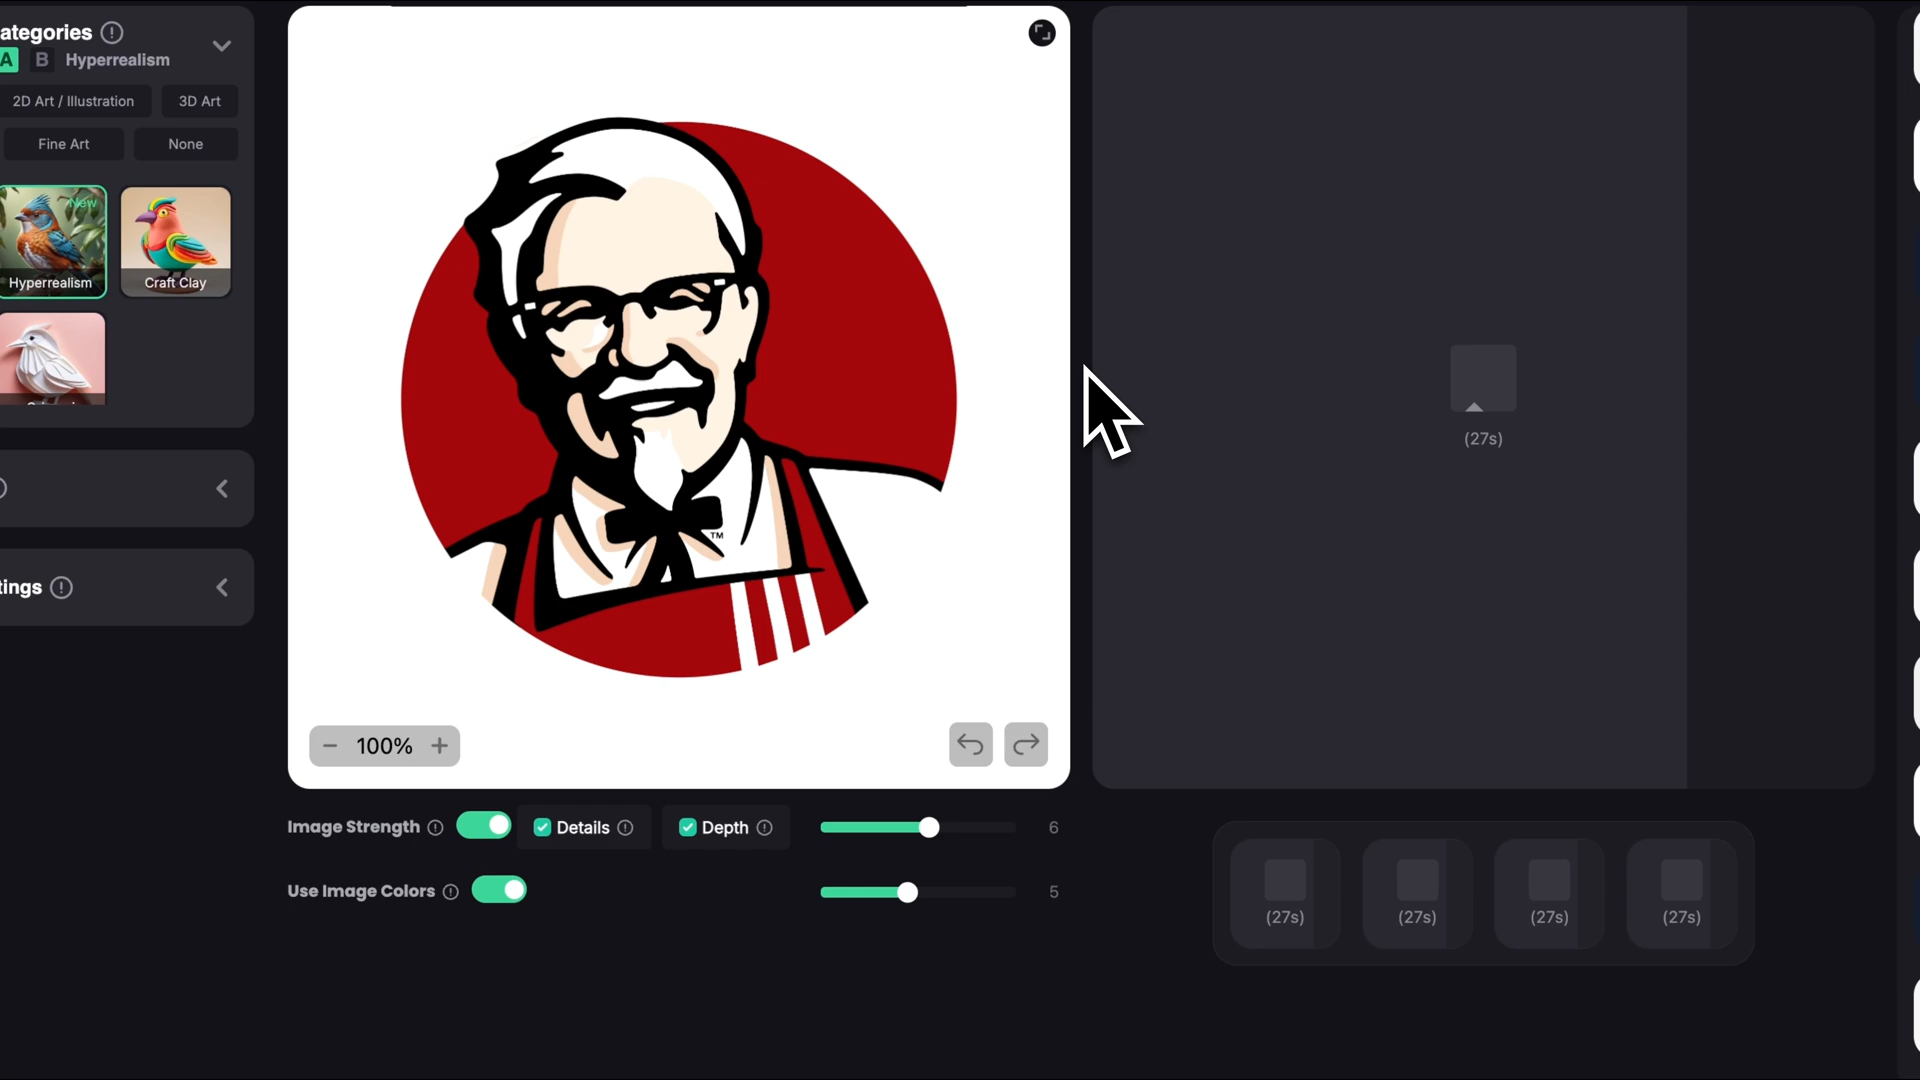 ategories
A B Hyperrealism
2D Art / Illustration 3D Art
Fine Art None
New
Hyperrealism
Craft Clay
tings
TM
100%
Image Strength Details Depth 6
Use Image Colors 5
(27s)
(27s) (27s) (27s) (27s)